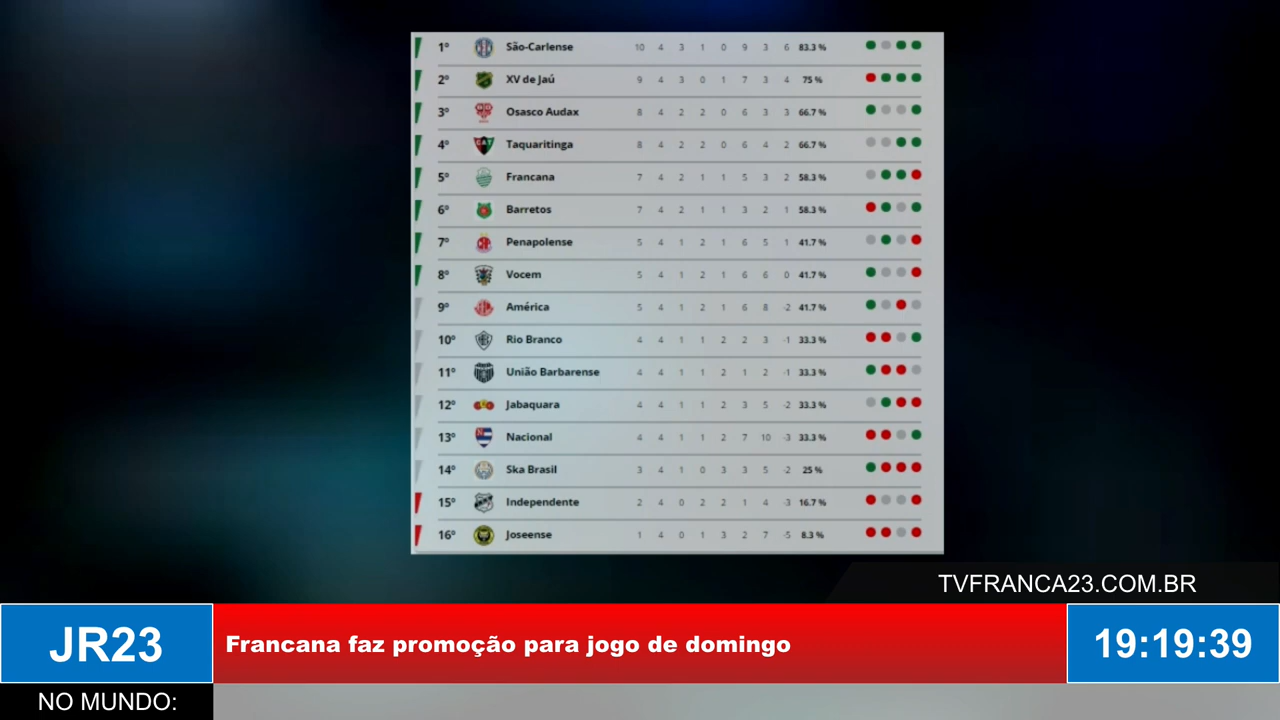 1º São-Carlense 10 4 3 1 0 9 3 6 83.3 %
2º XV de Jaú 9 4 3 0 1 7 3 4 75 %
3º Osasco Audax 8 4 2 2 0 6 3 3 66.7 %
4º Taquaritinga 8 4 2 2 0 6 4 2 66.7 %
5º Francana 7 4 2 1 1 5 3 2 58.3 %
6º Barretos 7 4 2 1 1 3 2 1 58.3 %
7º Penapolense 5 4 1 2 1 6 5 1 41.7 %
8º Vocem 5 4 1 2 1 6 6 0 41.7 %
9º América 5 4 1 2 1 6 8 -2 41.7 %
10º Rio Branco 4 4 1 1 2 2 3 -1 33.3 %
11º União Barbarense 4 4 1 1 2 1 2 -1 33.3 %
12º Jabaquara 4 4 1 1 2 3 5 -2 33.3 %
13º Nacional 4 4 1 1 2 7 10 -3 33.3 %
14º Ska Brasil 3 4 1 0 3 3 5 -2 25 %
15º Independente 2 4 0 2 2 1 4 -3 16.7 %
16º Joseense 1 4 0 1 3 2 7 -5 8.3 %
TVFRANCA23.COM.BR
JR23
Francana faz promoção para jogo de domingo
19:19:39
NO MUNDO: